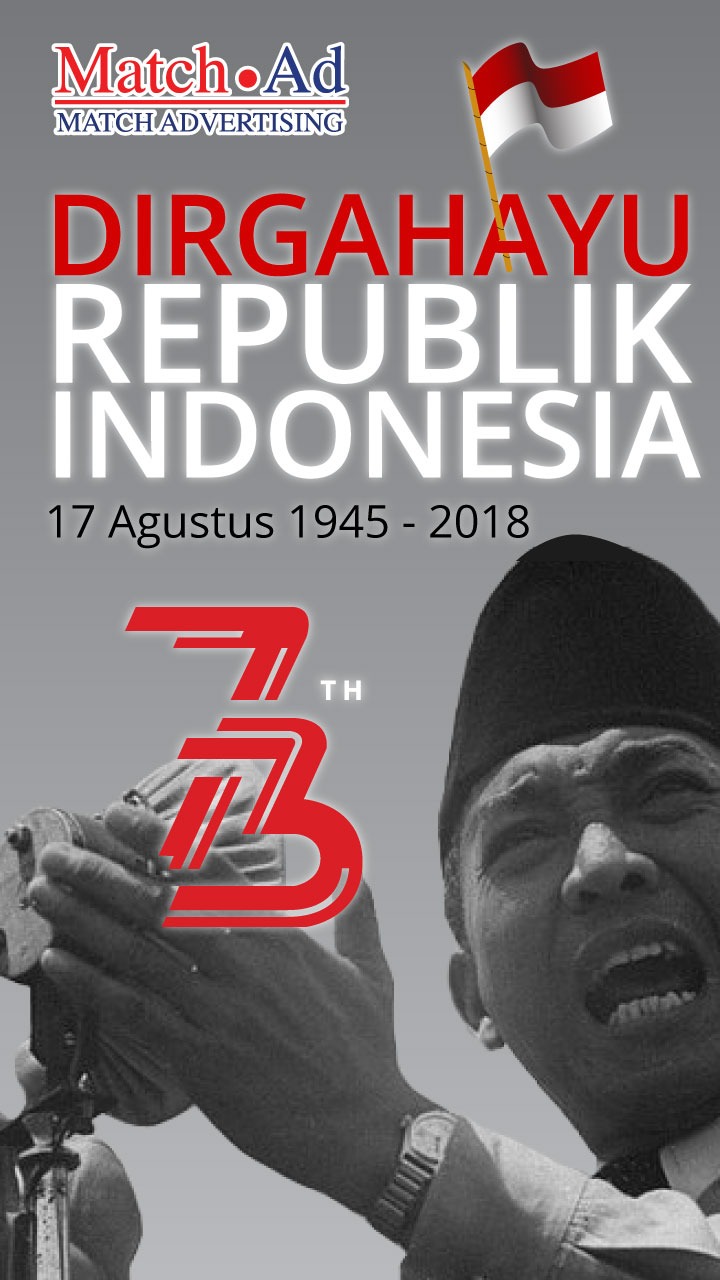 Match • Ad
MATCH ADVERTISING
DIRGAHAYU
REPUBLIK
INDONESIA
17 Agustus 1945 - 2018
73 TH